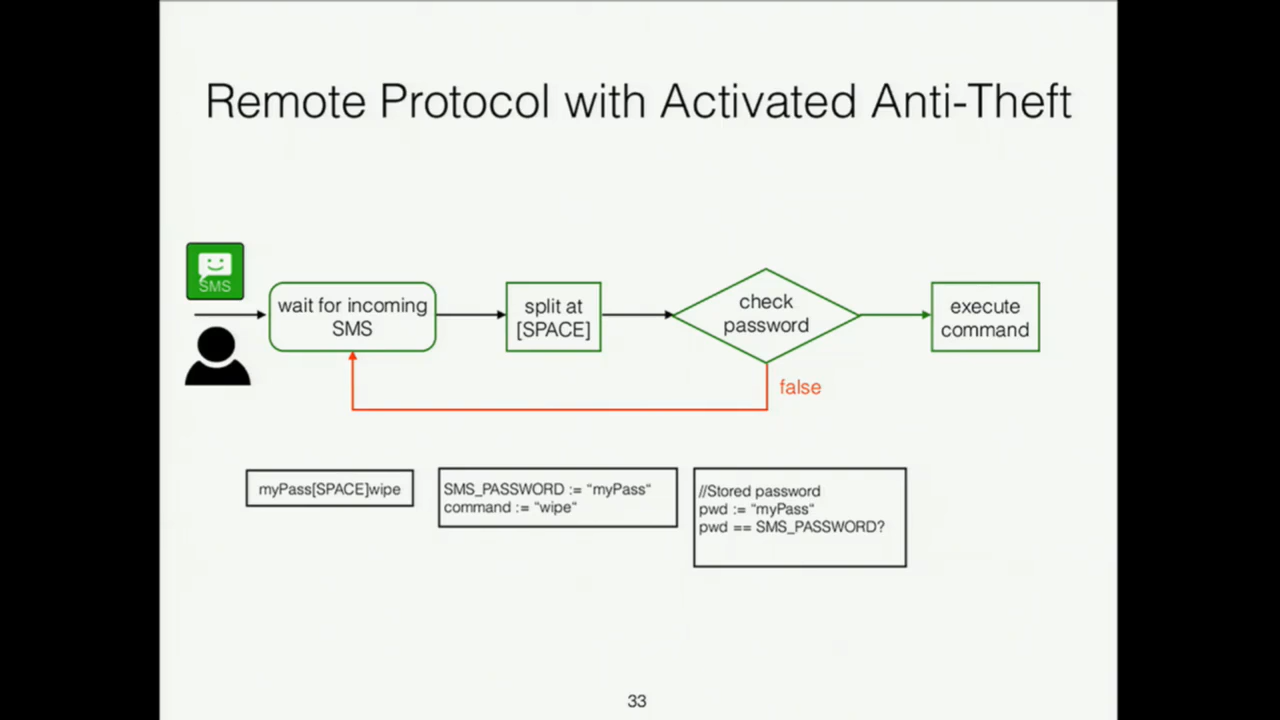 Remote Protocol with Activated Anti-Theft
SMS
wait for incoming
SMS
split at
[SPACE]
check
password
execute
command
false
myPass[SPACE]wipe
SMS_PASSWORD := “myPass“
command := “wipe“
//Stored password
pwd := “myPass“
pwd == SMS_PASSWORD?
33